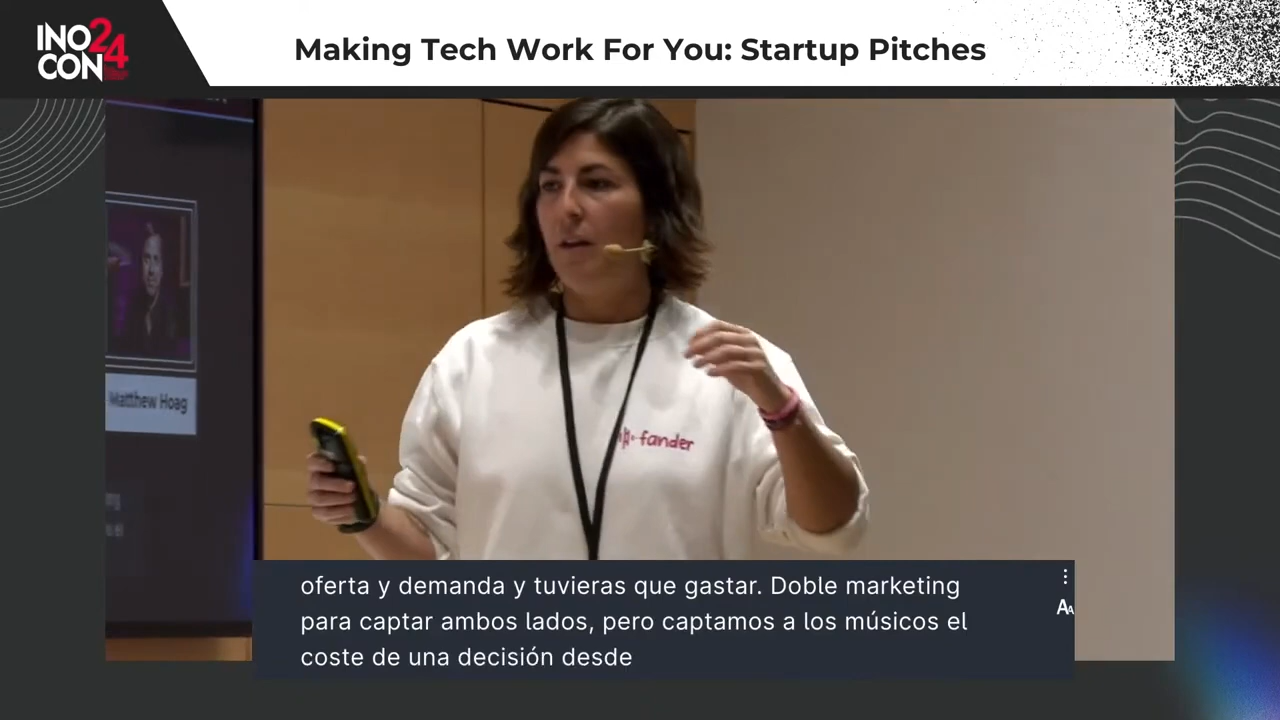 INO24
CON
Making Tech Work For You: Startup Pitches
Matthew Hoag
fander
oferta y demanda y tuvieras que gastar. Doble marketing
para captar ambos lados, pero captamos a los músicos el
coste de una decisión desde
AA